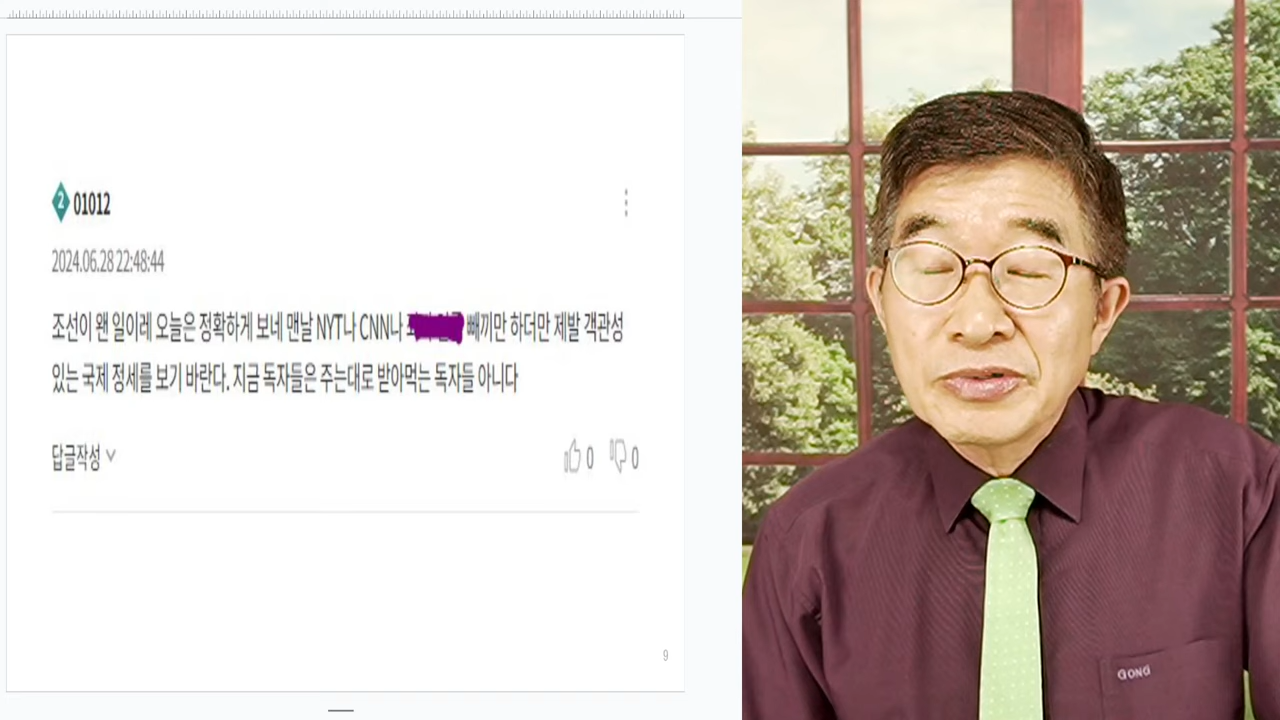 2 01012
2024.06.28 22:48:44
조선이 왠 일이레 오늘은 정확하게 보네 맨날 NYT나 CNN나 빼끼만 하더만 제발 객관성
있는 국제 정세를 보기 바란다. 지금 독자들은 주는대로 받아먹는 독자들 아니다
답글작성
0 0
9
GONG